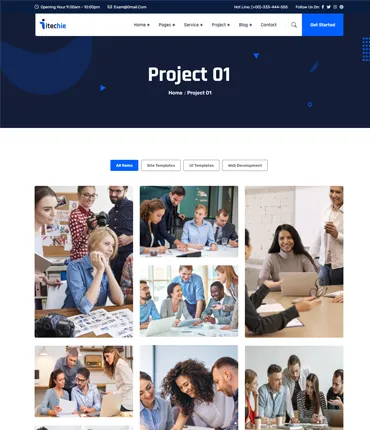 Opening Hour 9:00am - 10:00pm
Exam@Gmail.Com
Hot Line: (+00)-333-444-555
Follow Us On:
itechie
Home
Pages
Service
Project
Blog
Contact
Get Started
Project 01
Home / Project 01
All Items
Site Templates
UI Templates
Web Development